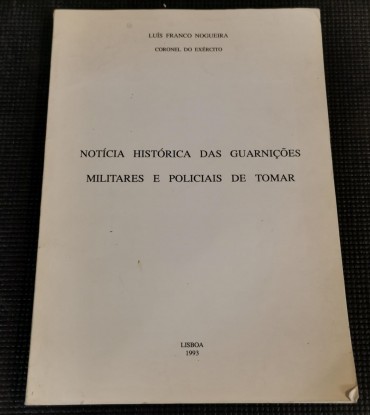 LUÍS FRANCO NOGUEIRA
CORONEL DO EXÉRCITO
NOTÍCIA HISTÓRICA DAS GUARNIÇÕES
MILITARES E POLICIAIS DE TOMAR
LISBOA
1993